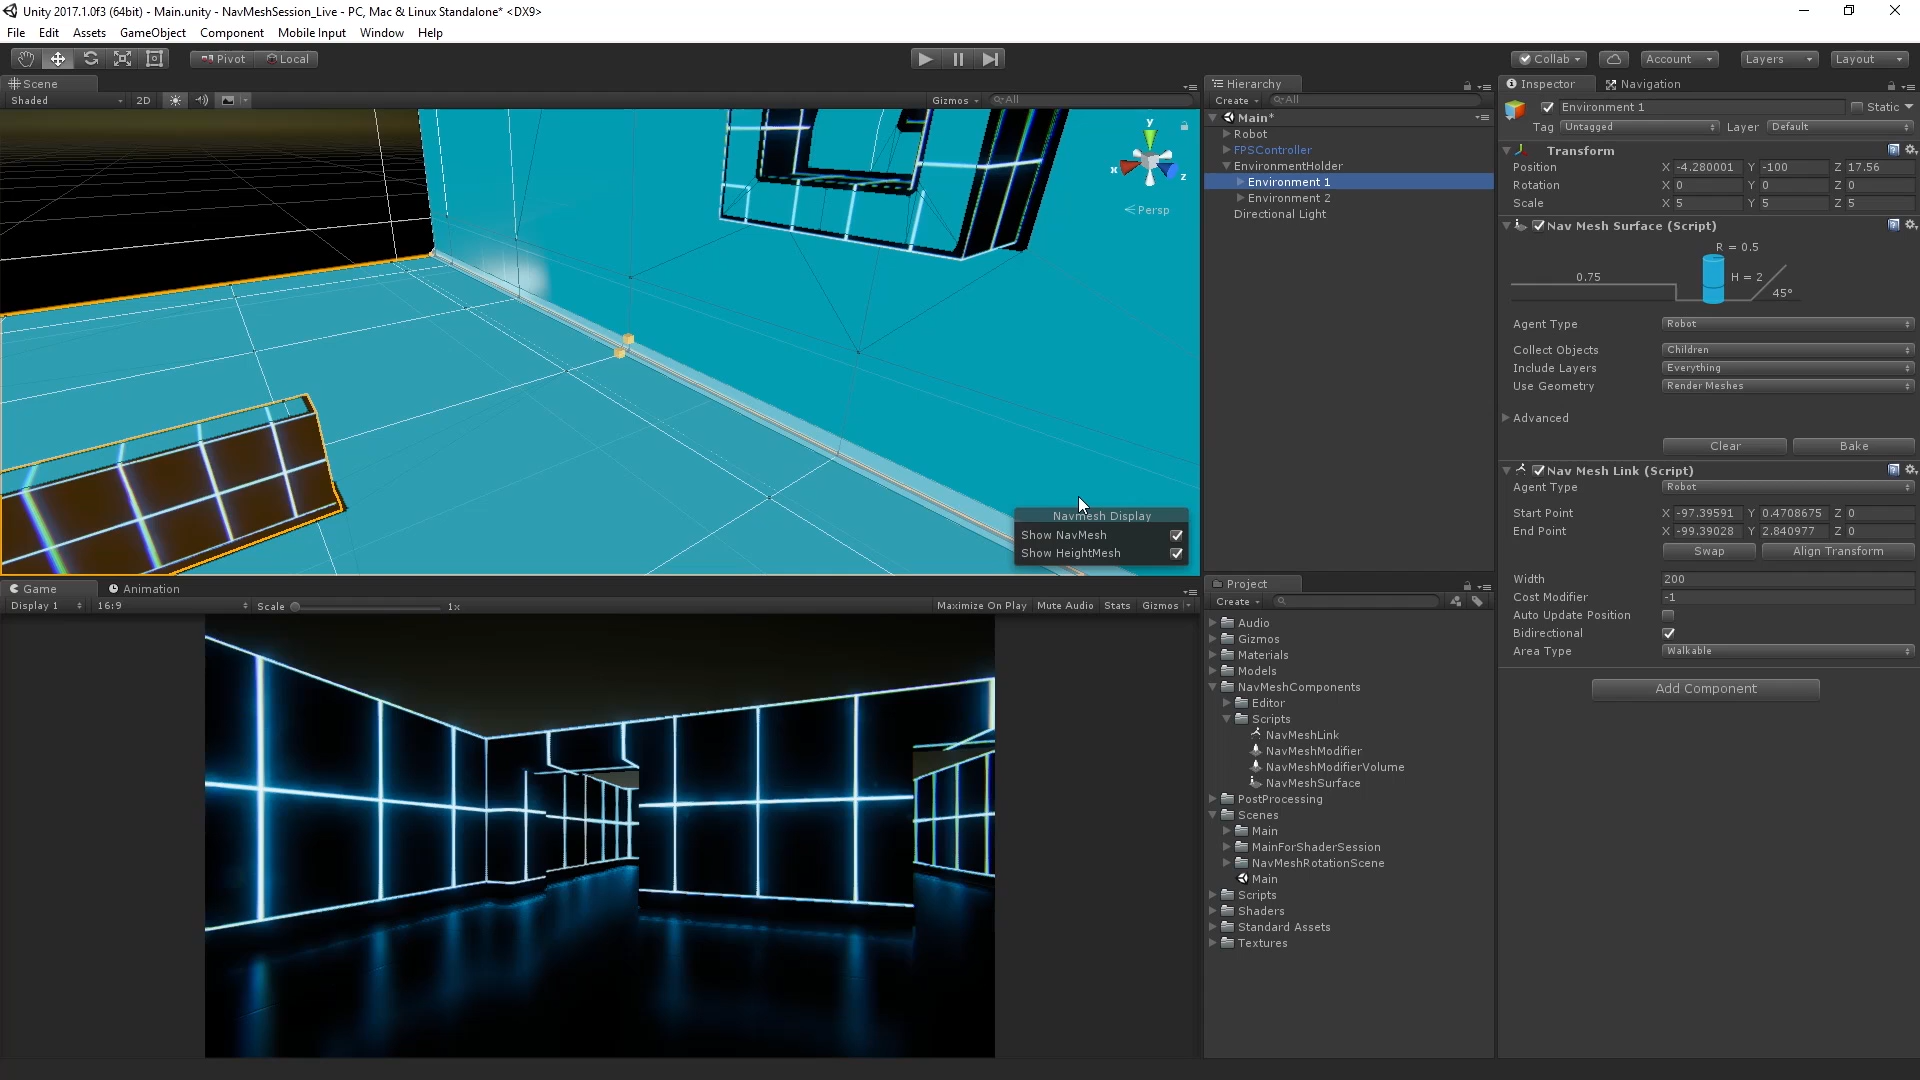 Unity 2017.1.0f3 (64bit) - Main.unity - NavMeshSession_Live - PC, Mac & Linux Standalone* <DX9>
File Edit Assets GameObject Component Mobile Input Window Help
Pivot Local Collab Account Layers Layout
Scene
Shaded 2D Gizmos All
y
x
z
Persp
Navmesh Display
Show NavMesh
Show HeightMesh
Game Animation
Display 1 16:9 Scale 1x Maximize On Play Mute Audio Stats Gizmos
Hierarchy
Create All
Main*
Robot
FPSController
EnvironmentHolder
Environment 1
Environment 2
Directional Light
Project
Create
Audio
Gizmos
Materials
Models
NavMeshComponents
Editor
Scripts
NavMeshLink
NavMeshModifier
NavMeshModifierVolume
NavMeshSurface
PostProcessing
Scenes
Main
MainForShaderSession
NavMeshRotationScene
Main
Scripts
Shaders
Standard Assets
Textures
Inspector Navigation
Environment 1 Static
Tag Untagged Layer Default
Transform
Position X -4.280001 Y -100 Z 17.56
Rotation X 0 Y 0 Z 0
Scale X 5 Y 5 Z 5
Nav Mesh Surface (Script)
R = 0.5
0.75 H = 2
45°
Agent Type Robot
Collect Objects Children
Include Layers Everything
Use Geometry Render Meshes
Advanced
Clear Bake
Nav Mesh Link (Script)
Agent Type Robot
Start Point X -97.39591 Y 0.4708675 Z 0
End Point X -99.39028 Y 2.840977 Z 0
Swap Align Transform
Width 200
Cost Modifier -1
Auto Update Position
Bidirectional
Area Type Walkable
Add Component